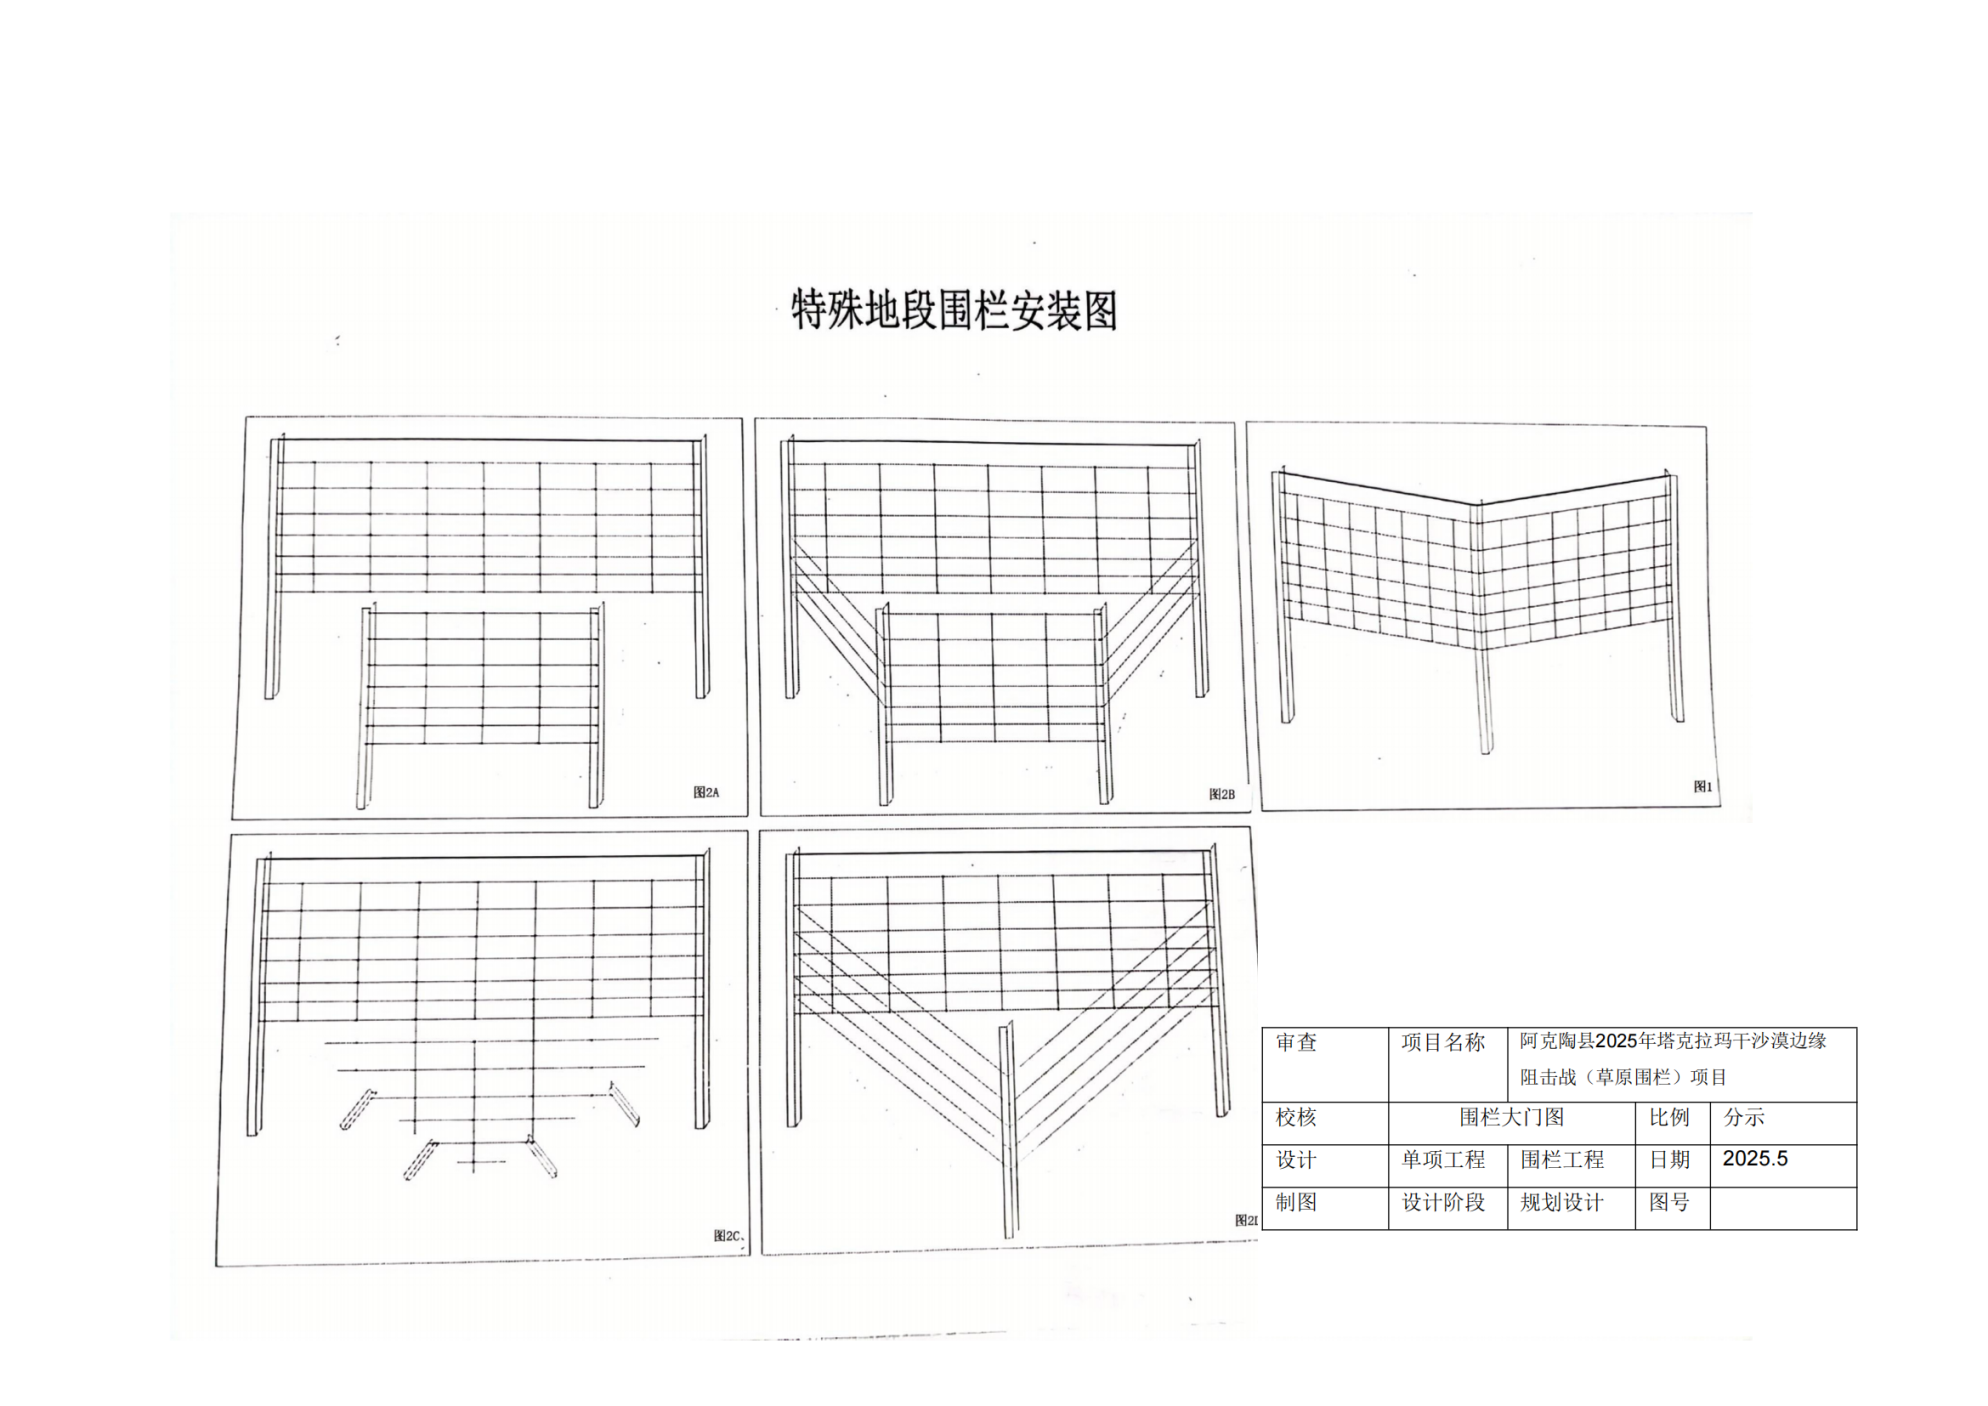 特殊地段围栏安装图
图2A
图2B
图1
图2C、
审查 项目名称 阿克陶县2025年塔克拉玛干沙漠边缘
阻击战（草原围栏）项目
校核 围栏大门图 比例 分示
设计 单项工程 围栏工程 日期 2025.5
制图 设计阶段 规划设计 图号